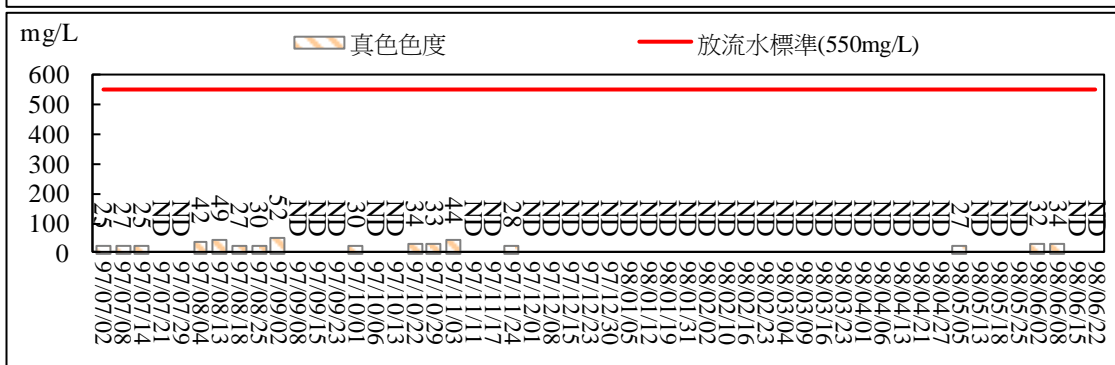 mg/L
真色色度
放流水標準(550mg/L)
600
500
400
300
200
100
0
25 27 25 ND ND 42 49 27 30 52 ND ND ND 30 ND ND 34 33 44 ND ND 28 ND ND ND ND ND ND ND ND ND ND ND ND ND ND ND ND ND ND ND ND ND ND 27 ND ND ND 32 34 ND ND
97/07/02 97/07/08 97/07/14 97/07/21 97/07/29 97/08/04 97/08/13 97/08/18 97/08/25 97/09/02 97/09/08 97/09/15 97/09/23 97/10/01 97/10/06 97/10/13 97/10/22 97/10/29 97/11/03 97/11/11 97/11/17 97/11/24 97/12/01 97/12/08 97/12/15 97/12/23 97/12/30 98/01/05 98/01/12 98/01/19 98/01/31 98/02/02 98/02/10 98/02/16 98/02/23 98/03/04 98/03/09 98/03/16 98/03/23 98/04/01 98/04/06 98/04/13 98/04/21 98/04/27 98/05/05 98/05/13 98/05/18 98/05/25 98/06/02 98/06/08 98/06/15 98/06/22